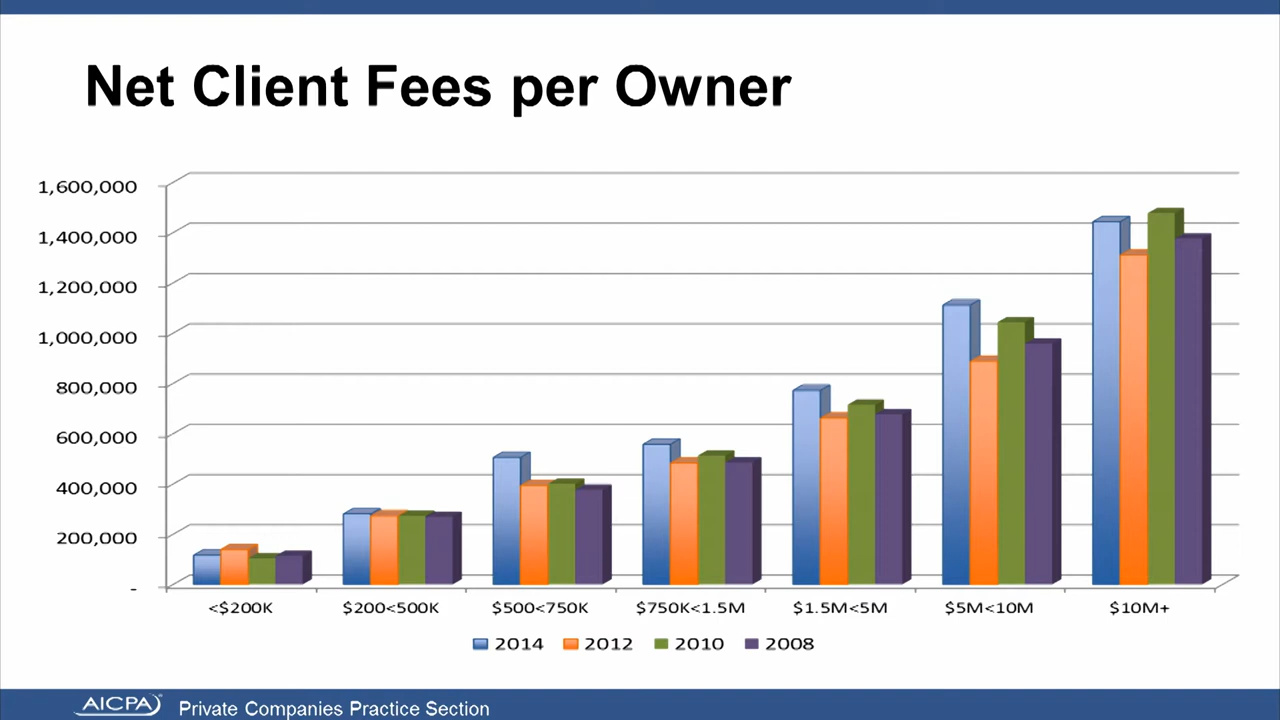 Net Client Fees per Owner
1,600,000
1,400,000
1,200,000
1,000,000
800,000
600,000
400,000
200,000
-
<$200K $200<500K $500<750K $750K<1.5M $1.5M<5M $5M<10M $10M+
2014 2012 2010 2008
AICPA® Private Companies Practice Section